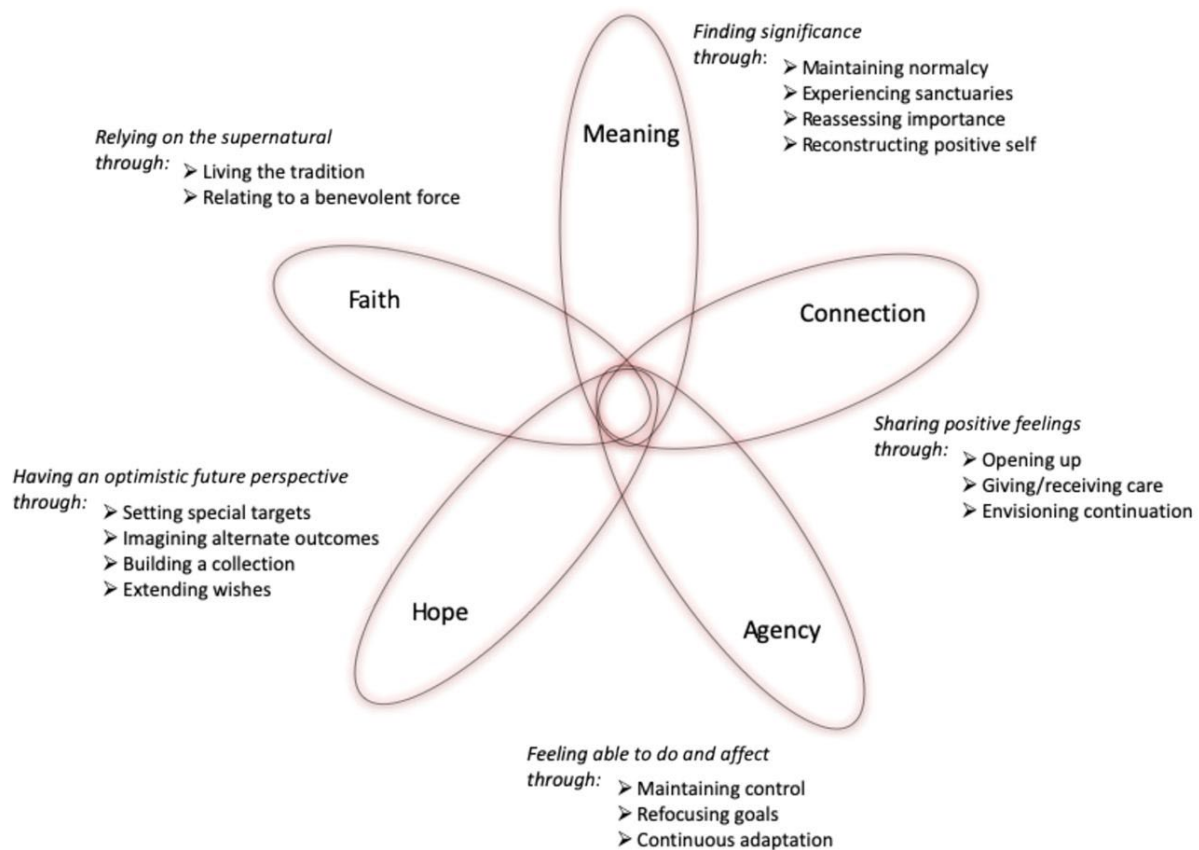 Meaning
Finding significance
through:
➢ Maintaining normalcy
➢ Experiencing sanctuaries
➢ Reassessing importance
➢ Reconstructing positive self
Relying on the supernatural
through:
➢ Living the tradition
➢ Relating to a benevolent force
Faith
Connection
Sharing positive feelings
through:
➢ Opening up
➢ Giving/receiving care
➢ Envisioning continuation
Having an optimistic future perspective
through:
➢ Setting special targets
➢ Imagining alternate outcomes
➢ Building a collection
➢ Extending wishes
Hope
Agency
Feeling able to do and affect
through:
➢ Maintaining control
➢ Refocusing goals
➢ Continuous adaptation